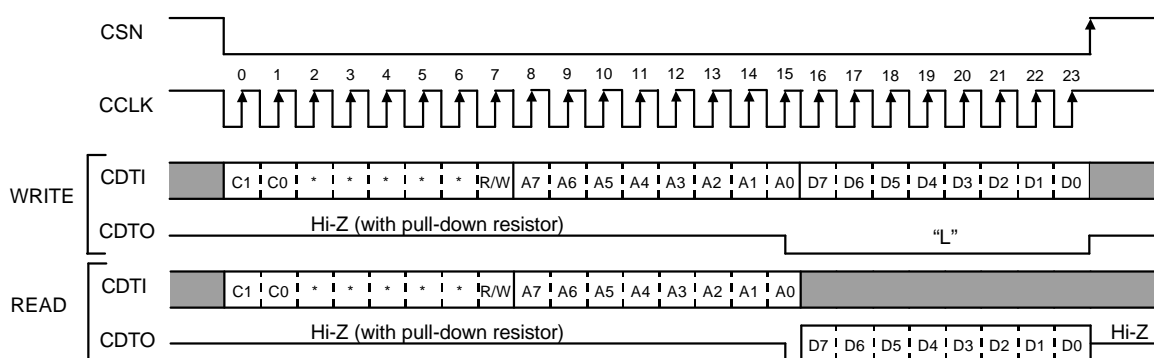 CSN
0 1 2 3 4 5 6 7 8 9 10 11 12 13 14 15 16 17 18 19 20 21 22 23
CCLK
WRITE
CDTI C1 C0 * * * * * R/W A7 A6 A5 A4 A3 A2 A1 A0 D7 D6 D5 D4 D3 D2 D1 D0
CDTO Hi-Z (with pull-down resistor) “L”
READ
CDTI C1 C0 * * * * * R/W A7 A6 A5 A4 A3 A2 A1 A0
CDTO Hi-Z (with pull-down resistor) D7 D6 D5 D4 D3 D2 D1 D0 Hi-Z